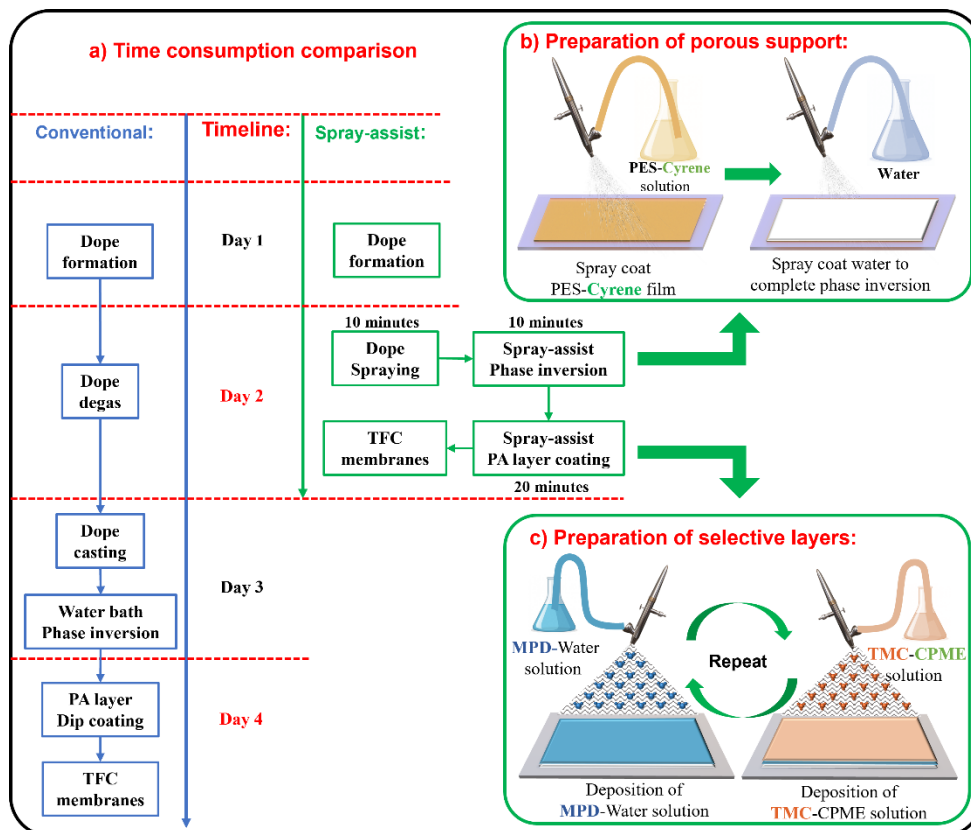 a) Time consumption comparison
Conventional:
Timeline:
Spray-assist:
Day 1
Dope
formation
Dope
formation
Day 2
Dope
degas
10 minutes
Dope
Spraying
10 minutes
Spray-assist
Phase inversion
TFC
membranes
Spray-assist
PA layer coating
20 minutes
Dope
casting
Day 3
Water bath
Phase inversion
PA layer
Dip coating
Day 4
TFC
membranes
b) Preparation of porous support:
PES-Cyrene
solution
Water
Spray coat
PES-Cyrene film
Spray coat water to
complete phase inversion
c) Preparation of selective layers:
MPD-Water
solution
Repeat
TMC-CPME
solution
Deposition of
MPD-Water solution
Deposition of
TMC-CPME solution